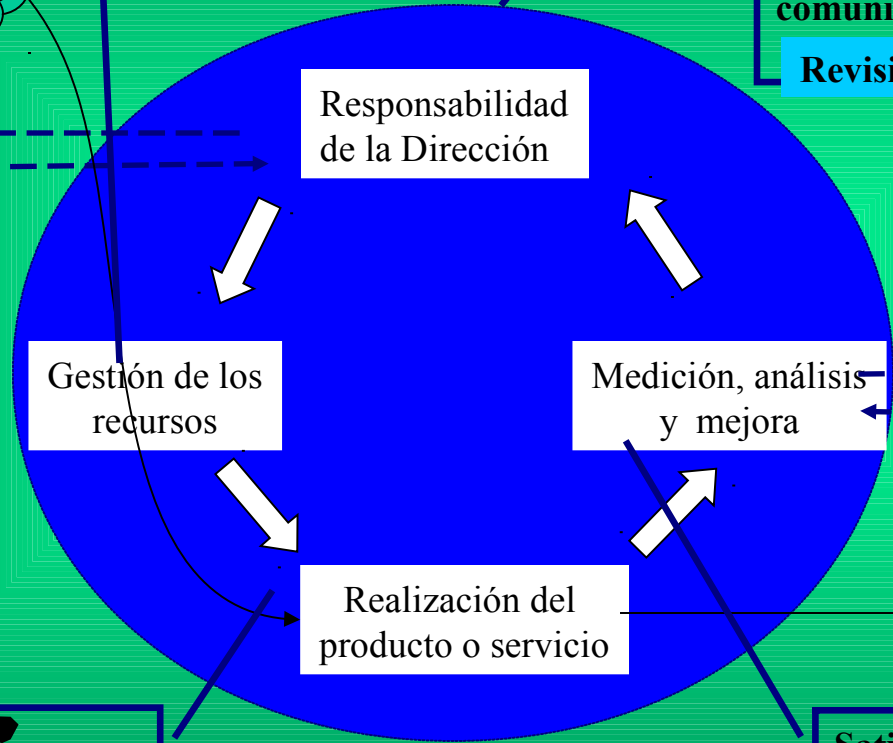 Responsabilidad
de la Dirección
Gestión de los
recursos
Medición, análisis
y mejora
Realización del
producto o servicio